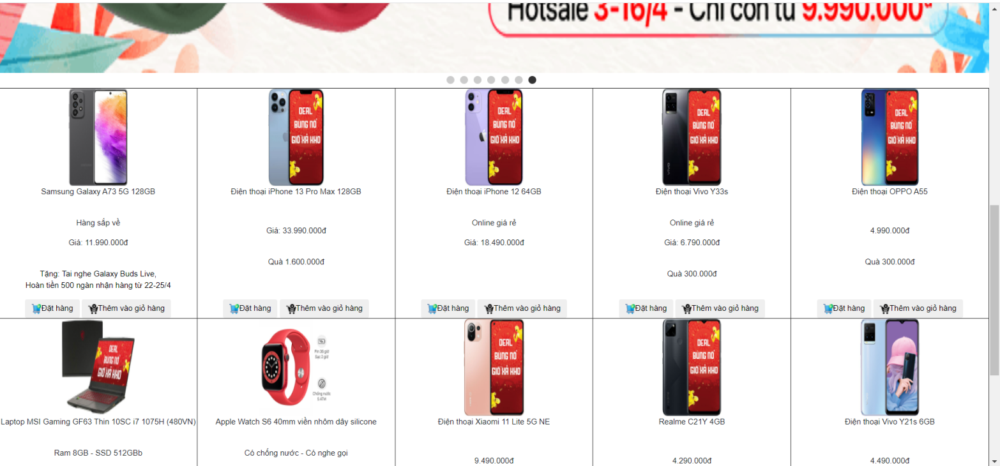 Hotsale 3-16/4 - Chỉ còn từ 9.990.000đ
Samsung Galaxy A73 5G 128GB
Hàng sắp về
Giá: 11.990.000đ
Tặng: Tai nghe Galaxy Buds Live,
Hoàn tiền 500 ngàn nhận hàng từ 22-25/4
Đặt hàng
Thêm vào giỏ hàng
DEAL
BÙNG NỔ
GIÓ XẢ KHO
Điện thoại iPhone 13 Pro Max 128GB
Giá: 33.990.000đ
Quà 1.600.000đ
Đặt hàng
Thêm vào giỏ hàng
DEAL
BÙNG NỔ
GIÓ XẢ KHO
Điện thoại iPhone 12 64GB
Online giá rẻ
Giá: 18.490.000đ
Đặt hàng
Thêm vào giỏ hàng
vivo
DEAL
BÙNG NỔ
GIÓ XẢ KHO
Điện thoại Vivo Y33s
Online giá rẻ
Giá: 6.790.000đ
Quà 300.000đ
Đặt hàng
Thêm vào giỏ hàng
DEAL
BÙNG NỔ
GIÓ XẢ KHO
Điện thoại OPPO A55
4.990.000đ
Quà 300.000đ
Đặt hàng
Thêm vào giỏ hàng
DEAL
BÙNG NỔ
GIÓ XẢ KHO
Laptop MSI Gaming GF63 Thin 10SC i7 1075H (480VN)
Ram 8GB - SSD 512GBb
Pin 36 giờ
Sạc 2 giờ
Chống nước
5 ATM
Apple Watch S6 40mm viền nhôm dây silicone
Có chống nước - Có nghe gọi
DEAL
BÙNG NỔ
GIÓ XẢ KHO
Điện thoại Xiaomi 11 Lite 5G NE
9.490.000đ
DEAL
BÙNG NỔ
GIÓ XẢ KHO
Realme C21Y 4GB
4.290.000đ
Điện thoại Vivo Y21s 6GB
4.490.000đ